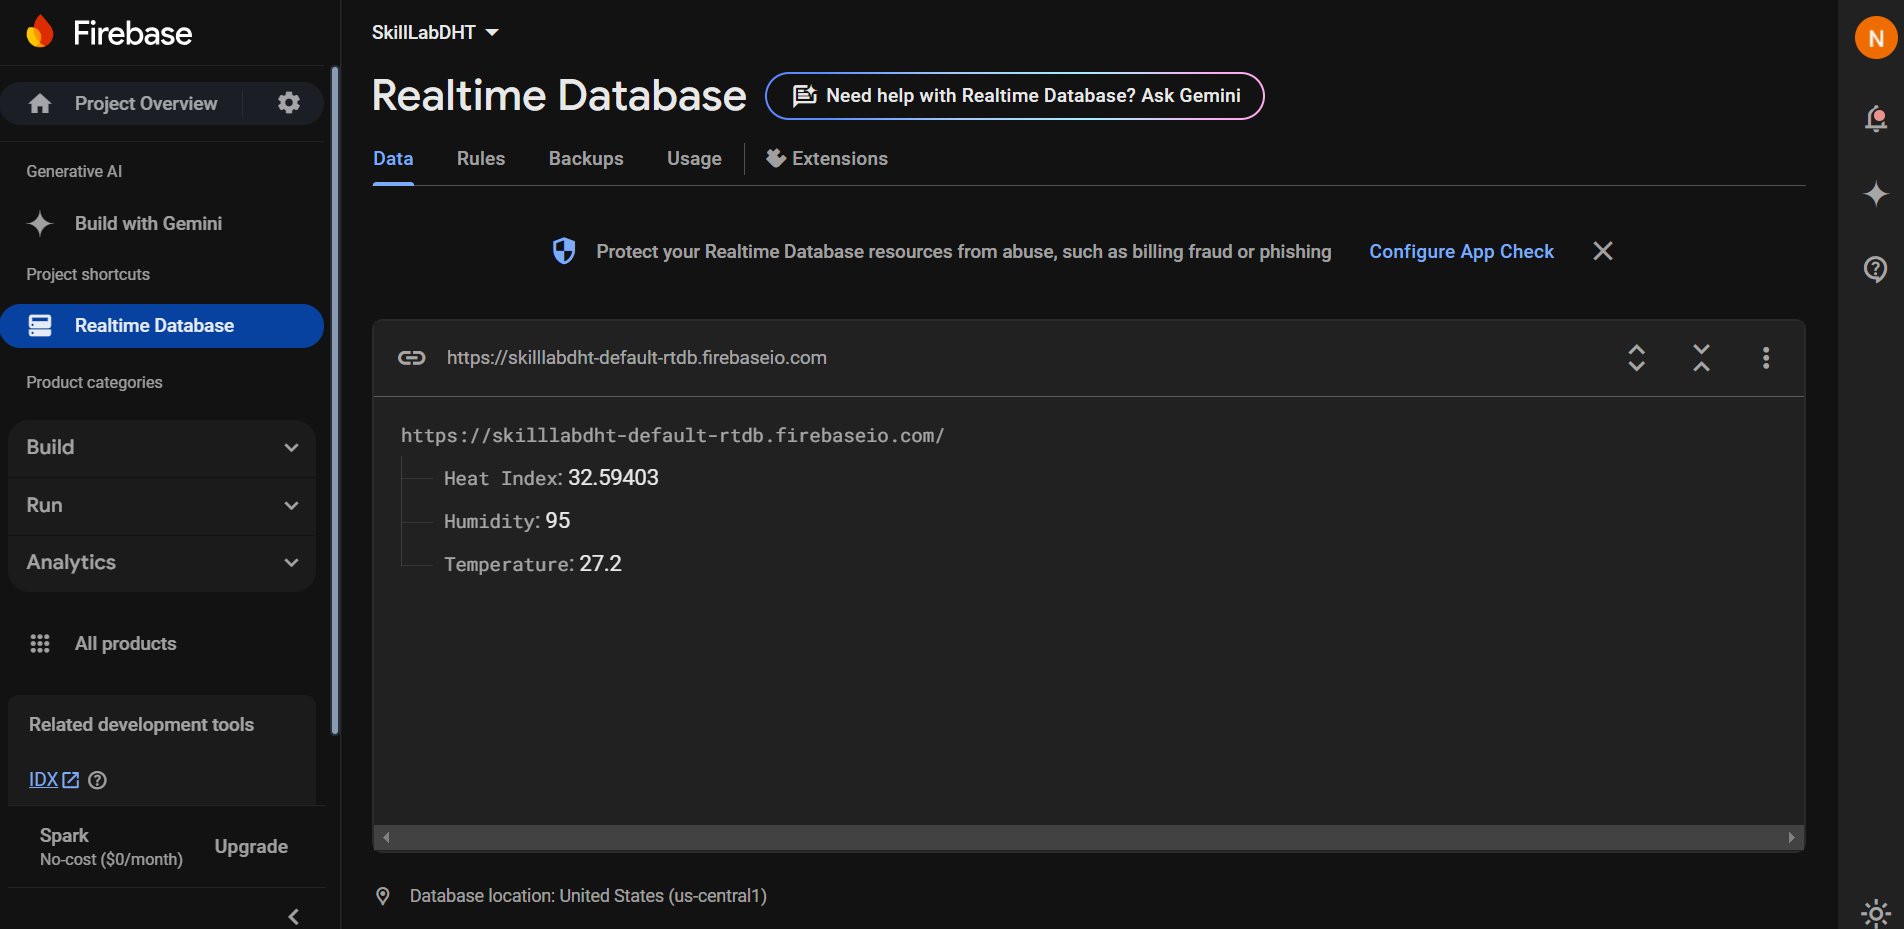 Firebase
Project Overview
Generative AI
Build with Gemini
Project shortcuts
Realtime Database
Product categories
Build
Run
Analytics
All products
Related development tools
IDX
Spark
No-cost ($0/month)
Upgrade
SkillLabDHT
Realtime Database
Need help with Realtime Database? Ask Gemini
Data Rules Backups Usage Extensions
Protect your Realtime Database resources from abuse, such as billing fraud or phishing Configure App Check
https://skilllabdht-default-rtdb.firebaseio.com
https://skilllabdht-default-rtdb.firebaseio.com/
Heat Index: 32.59403
Humidity: 95
Temperature: 27.2
Database location: United States (us-central1)
N